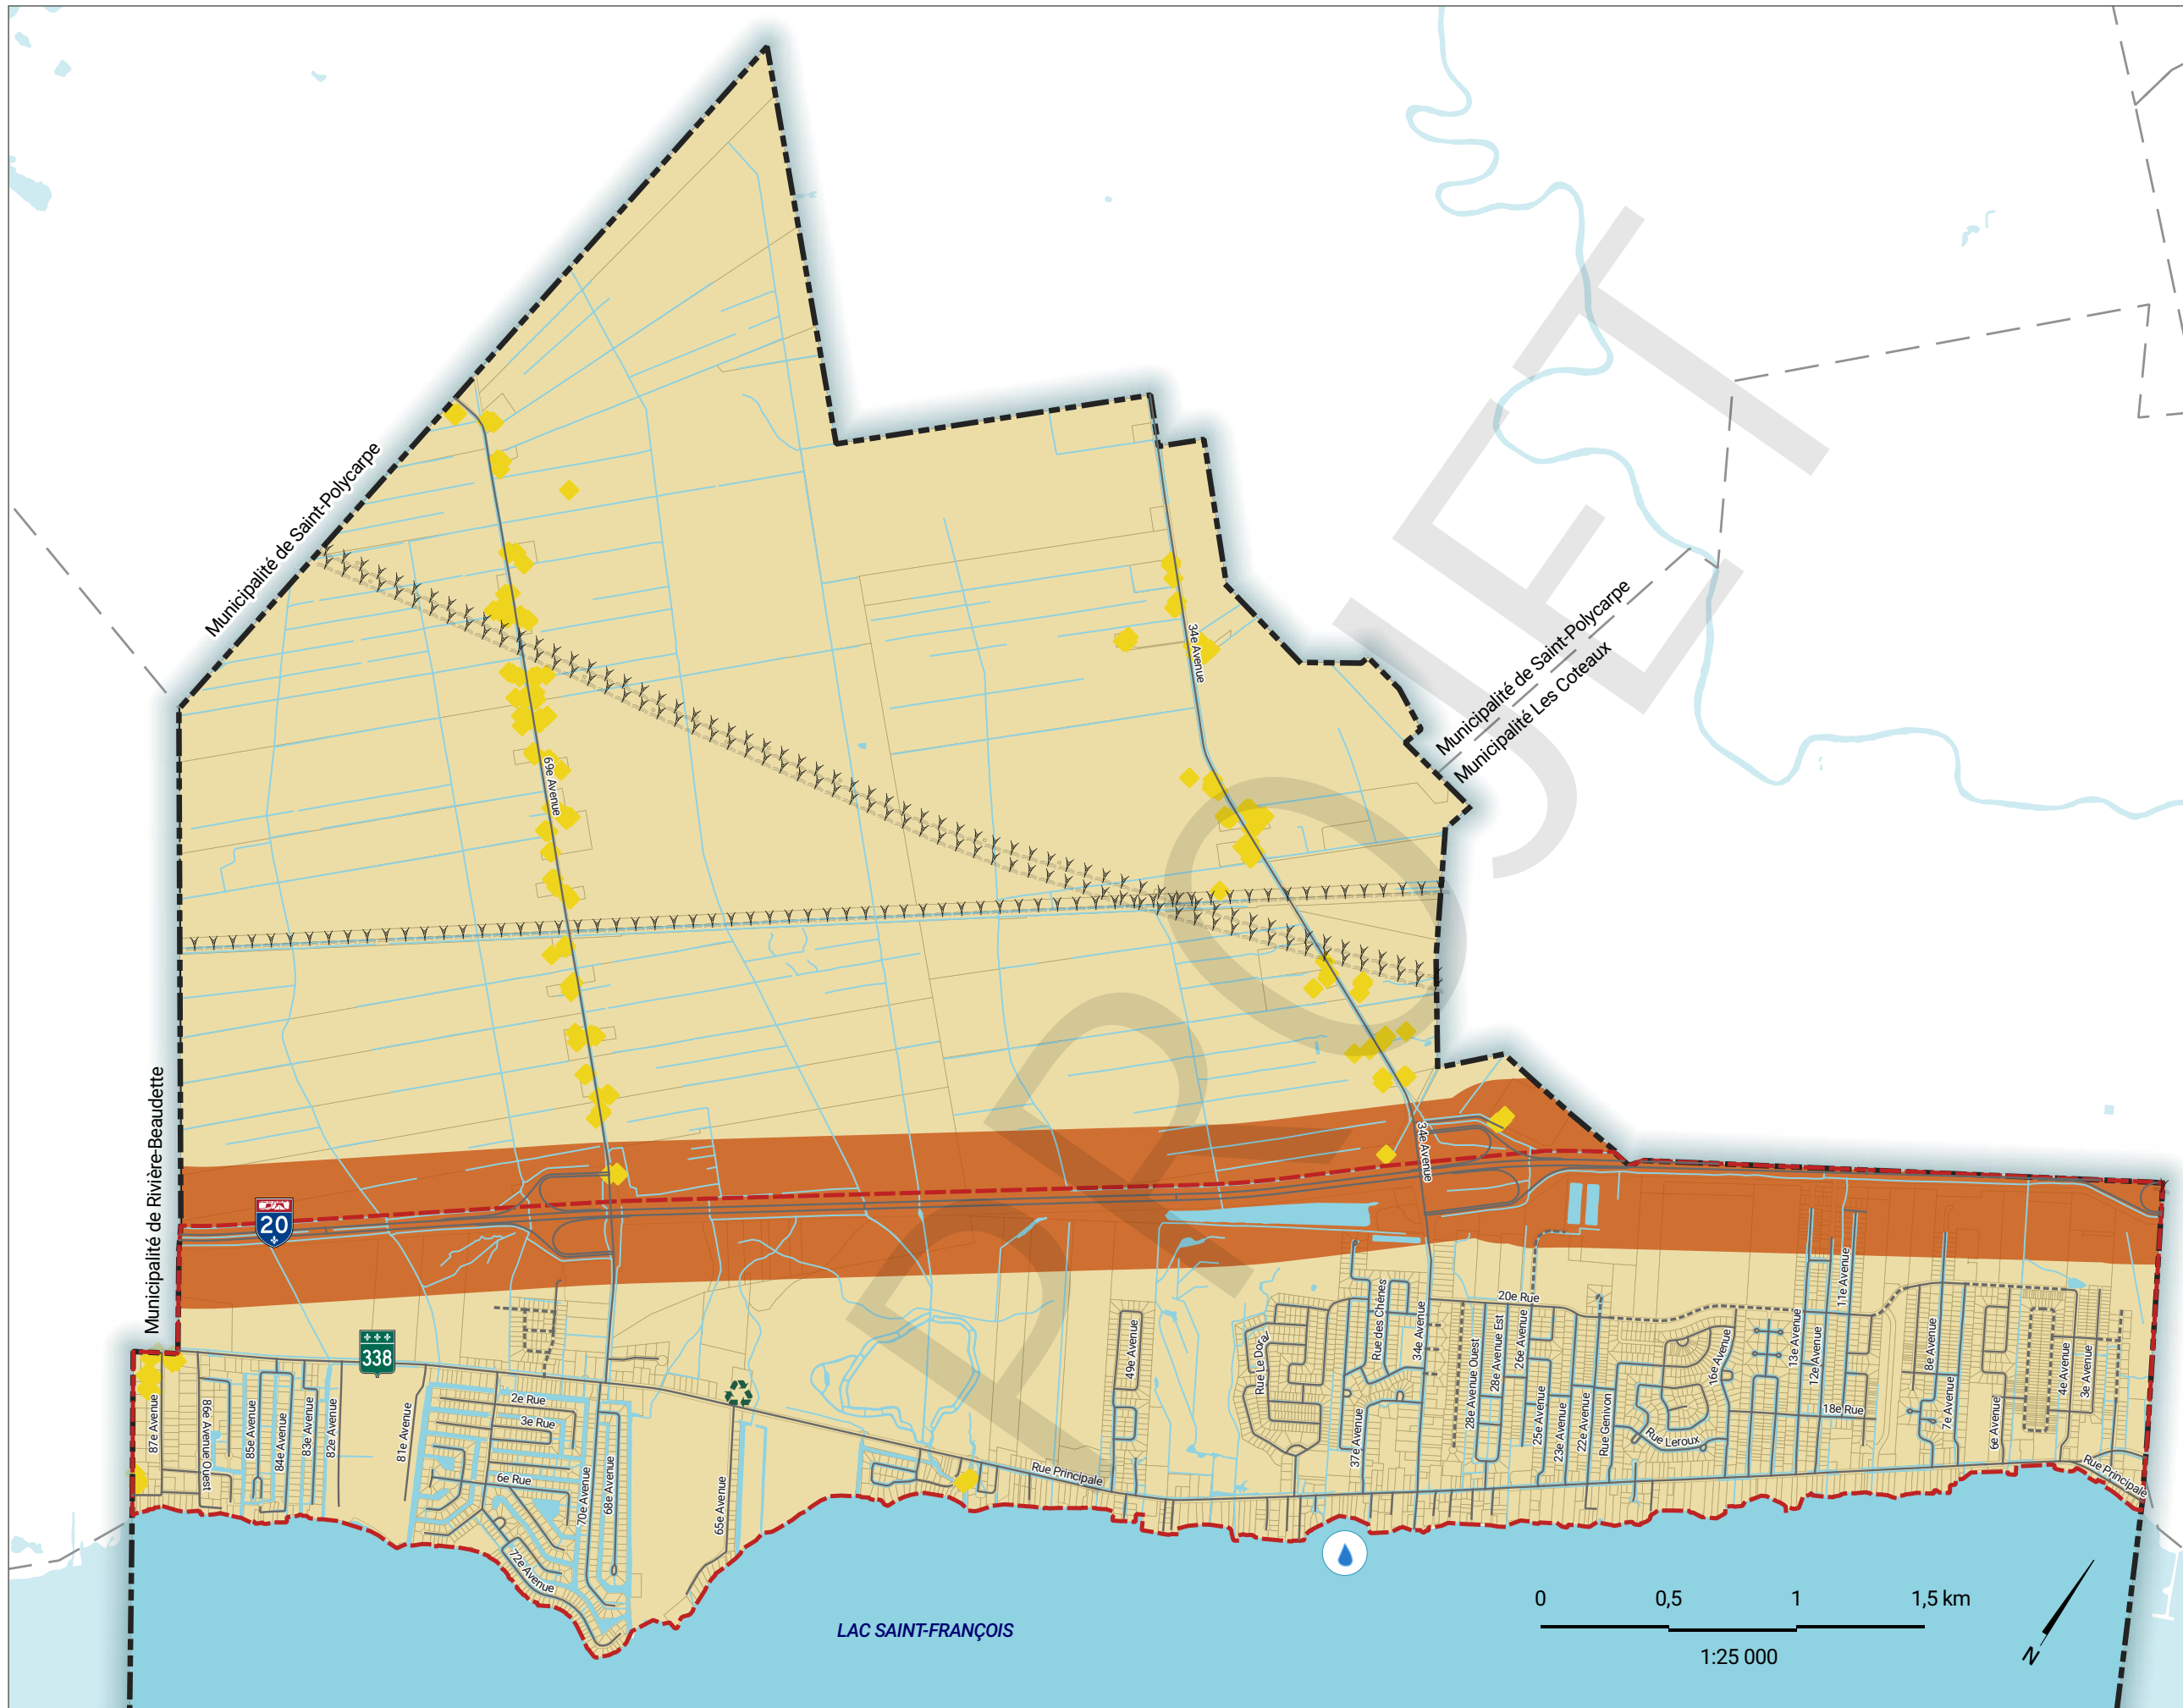 Municipalité de Saint-Polycarpe
Municipalité de Saint-Polycarpe
Municipalité Les Coteaux
Municipalité de Rivière-Beaudette
PROJET
69e Avenue
34e Avenue
34e Avenue
20
338
87e Avenue
86e Avenue Ouest
85e Avenue
84e Avenue
83e Avenue
82e Avenue
81e Avenue
2e Rue
3e Rue
6e Rue
72e Avenue
70e Avenue
68e Avenue
65e Avenue
Rue Principale
49e Avenue
Rue Le Doral
37e Avenue
Rue des Chênes
34e Avenue
20e Rue
28e Avenue Ouest
28e Avenue Est
26e Avenue
25e Avenue
23e Avenue
22e Avenue
Rue Genivon
Rue Leroux
16e Avenue
13e Avenue
12e Avenue
11e Avenue
18e Rue
8e Avenue
7e Avenue
6e Avenue
4e Avenue
3e Avenue
Rue Principale
LAC SAINT-FRANÇOIS
0 0,5 1 1,5 km
1:25 000
N